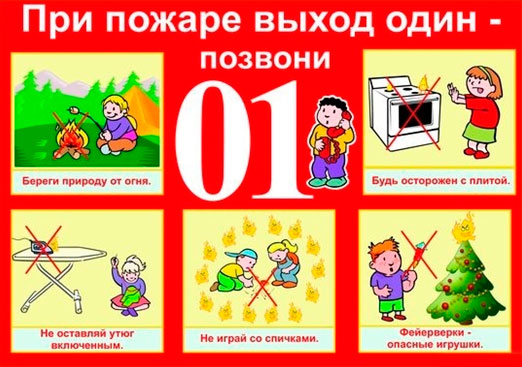 При пожаре выход один -
позвони
01
Береги природу от огня.
Будь осторожен с плитой.
Не оставляй утюг
включенным.
Не играй со спичками.
Фейерверки -
опасные игрушки.